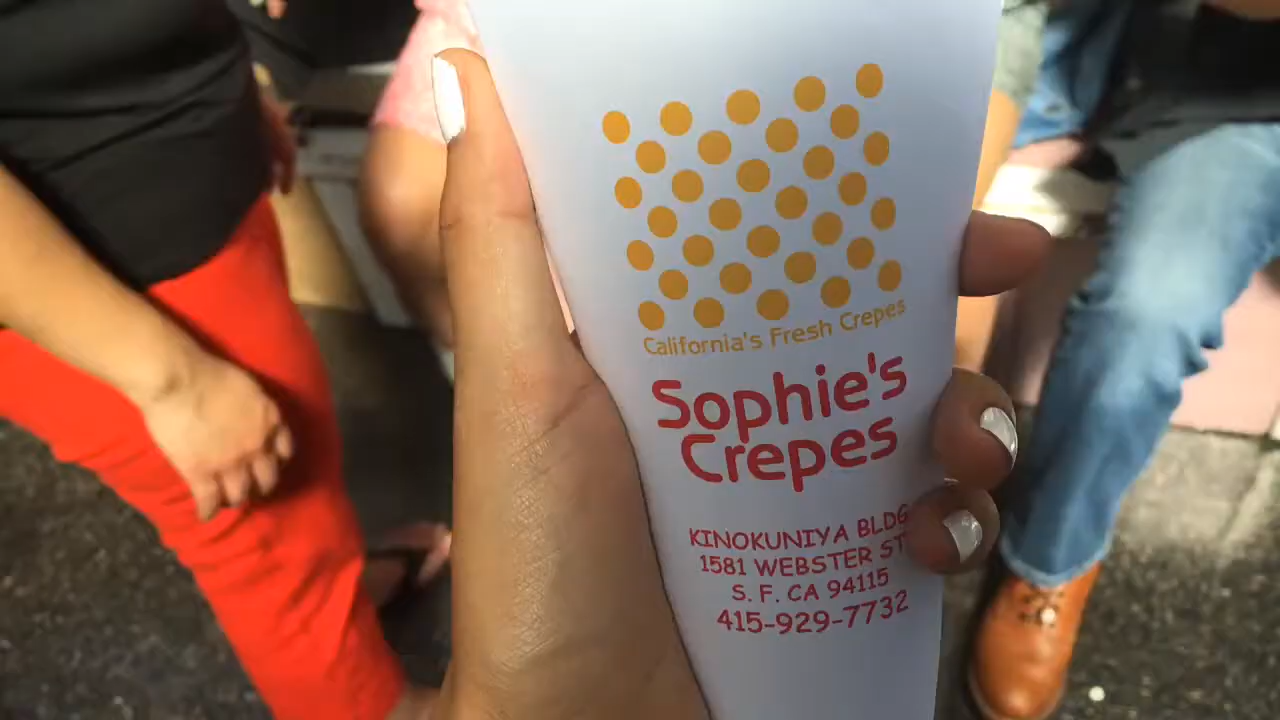 California's Fresh Crepes
Sophie's
Crepes
KINOKUNIYA BLDG
1581 WEBSTER ST
S. F. CA 94115
415-929-7732